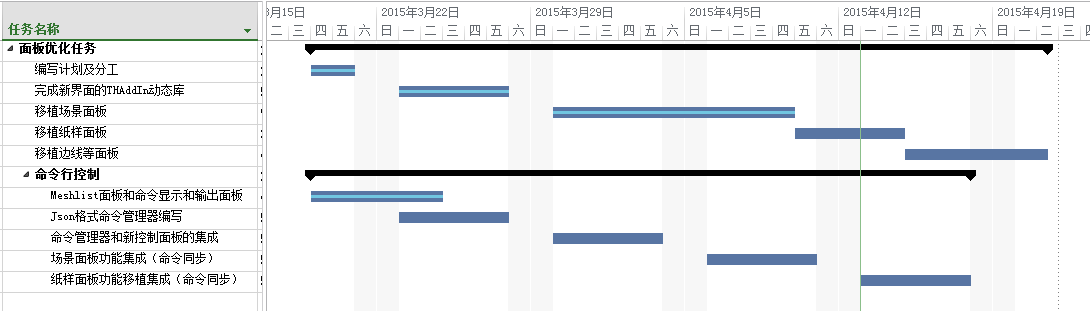 月15日 2015年3月22日 2015年3月29日 2015年4月5日 2015年4月12日 2015年4月19日
任务名称 二 三 四 五 六 日 一 二 三 四 五 六 日 一 二 三 四 五 六 日 一 二 三 四 五 六 日 一 二 三 四 五 六 日 一 二 三 四
面板优化任务
编写计划及分工
完成新界面的THAddIn动态库
移植场景面板
移植纸样面板
移植边线等面板
命令行控制
Meshlist面板和命令显示和输出面板
Json格式命令管理器编写
命令管理器和新控制面板的集成
场景面板功能集成（命令同步）
纸样面板功能移植集成（命令同步）